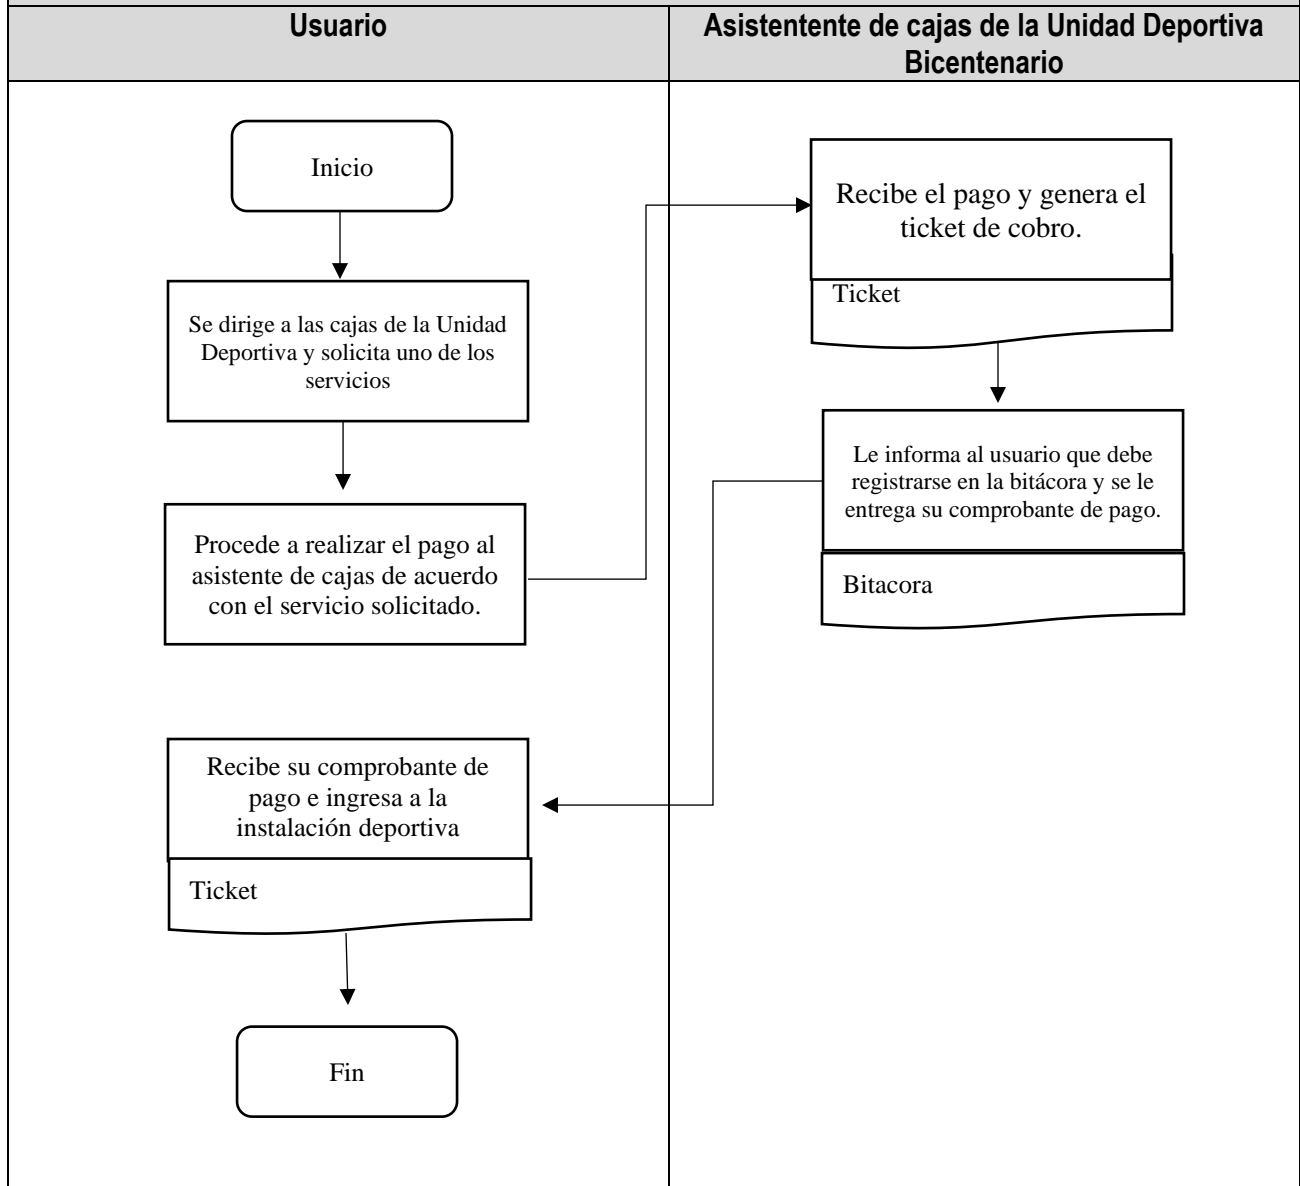 Usuario
Asistentente de cajas de la Unidad Deportiva
Bicentenario
Inicio
Se dirige a las cajas de la Unidad
Deportiva y solicita uno de los
servicios
Procede a realizar el pago al
asistente de cajas de acuerdo
con el servicio solicitado.
Recibe el pago y genera el
ticket de cobro.
Ticket
Le informa al usuario que debe
registrarse en la bitácora y se le
entrega su comprobante de pago.
Bitacora
Recibe su comprobante de
pago e ingresa a la
instalación deportiva
Ticket
Fin